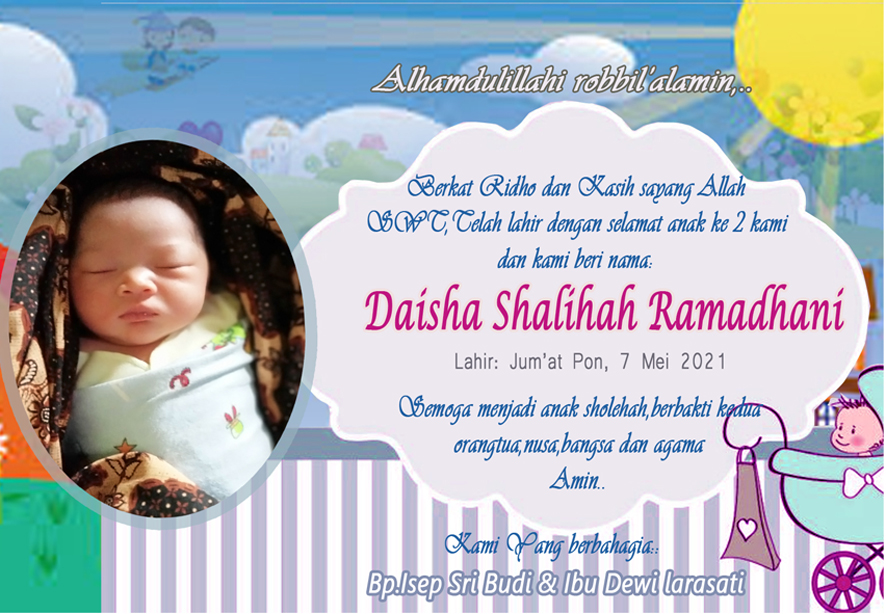 Alhamdulillahi robbil'alamin,..
Berkat Ridho dan Kasih sayang Allah
SWT,Telah lahir dengan selamat anak ke 2 kami
dan kami beri nama:
Daisha Shalihah Ramadhani
Lahir: Jum'at Pon, 7 Mei 2021
Semoga menjadi anak sholehah,berbakti kedua
orangtua,nusa,bangsa dan agama
Amin..
Kami Yang berbahagia::
Bp.Isep Sri Budi & Ibu Dewi larasati